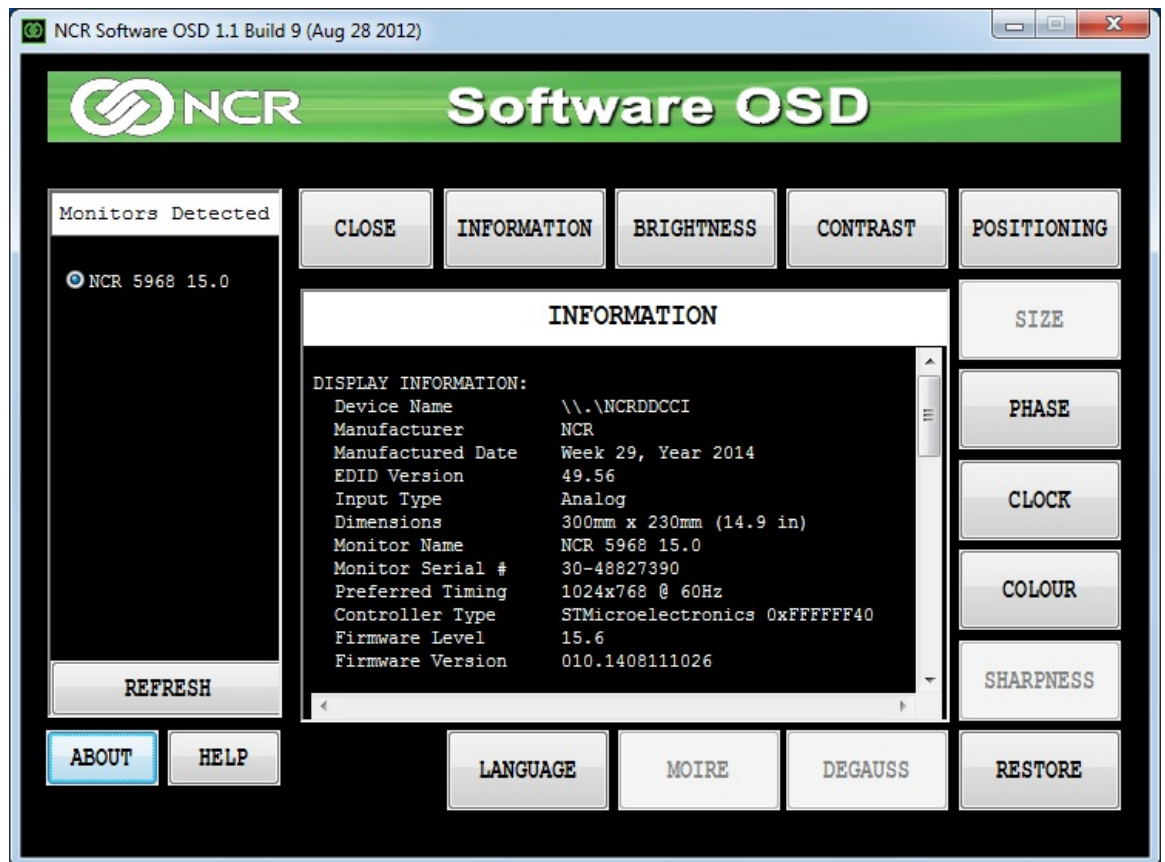 NCR Software OSD 1.1 Build 9 (Aug 28 2012)
NCR Software OSD
Monitors Detected
NCR 5968 15.0
REFRESH
ABOUT HELP
CLOSE INFORMATION BRIGHTNESS CONTRAST POSITIONING
INFORMATION
DISPLAY INFORMATION:
Device Name \\.\NCRDDCCI
Manufacturer NCR
Manufactured Date Week 29, Year 2014
EDID Version 49.56
Input Type Analog
Dimensions 300mm x 230mm (14.9 in)
Monitor Name NCR 5968 15.0
Monitor Serial # 30-48827390
Preferred Timing 1024x768 @ 60Hz
Controller Type STMicroelectronics 0xFFFFFF40
Firmware Level 15.6
Firmware Version 010.1408111026
SIZE
PHASE
CLOCK
COLOUR
SHARPNESS
LANGUAGE MOIRE DEGAUSS RESTORE